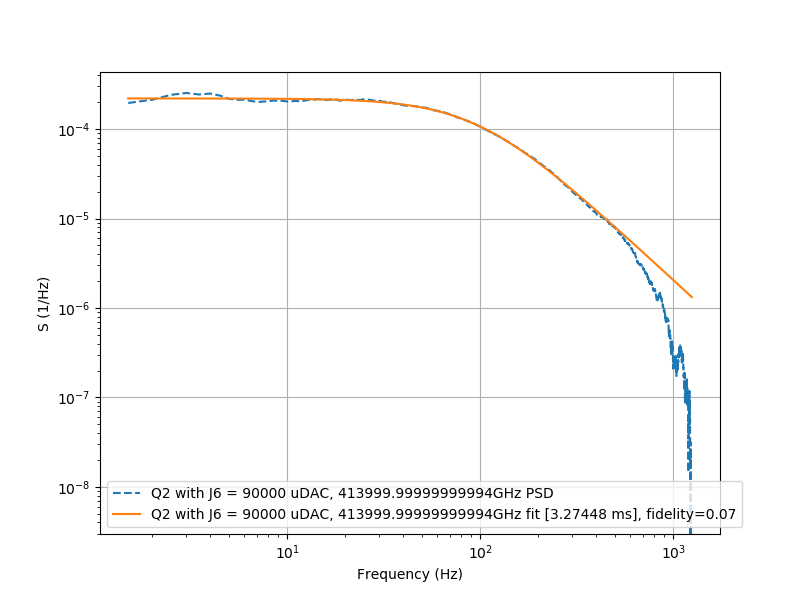 10⁻⁴
10⁻⁵
10⁻⁶
10⁻⁷
10⁻⁸
S (1/Hz)
Q2 with J6 = 90000 uDAC, 413999.99999999994GHz PSD
Q2 with J6 = 90000 uDAC, 413999.99999999994GHz fit [3.27448 ms], fidelity=0.07
10¹ 10² 10³
Frequency (Hz)